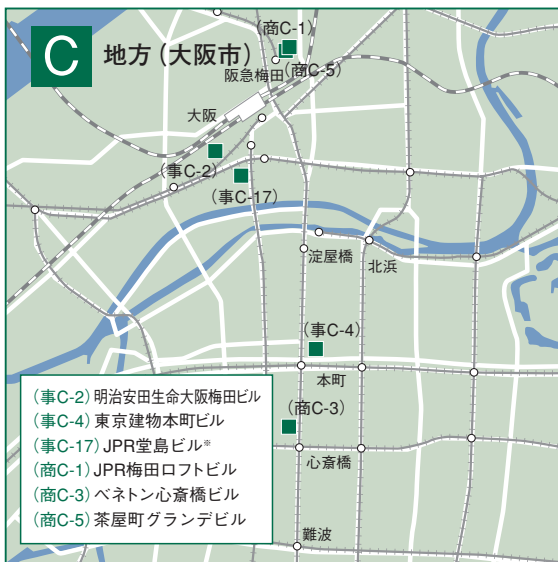 C 地方(大阪市)
(商C-1)
阪急梅田(商C-5)
大阪
(事C-2)
(事C-17)
淀屋橋
北浜
(事C-4)
本町
(商C-3)
心斎橋
難波
(事C-2)明治安田生命大阪梅田ビル
(事C-4)東京建物本町ビル
(事C-17)JPR堂島ビル※
(商C-1)JPR梅田ロフトビル
(商C-3)ベネトン心斎橋ビル
(商C-5)茶屋町グランデビル